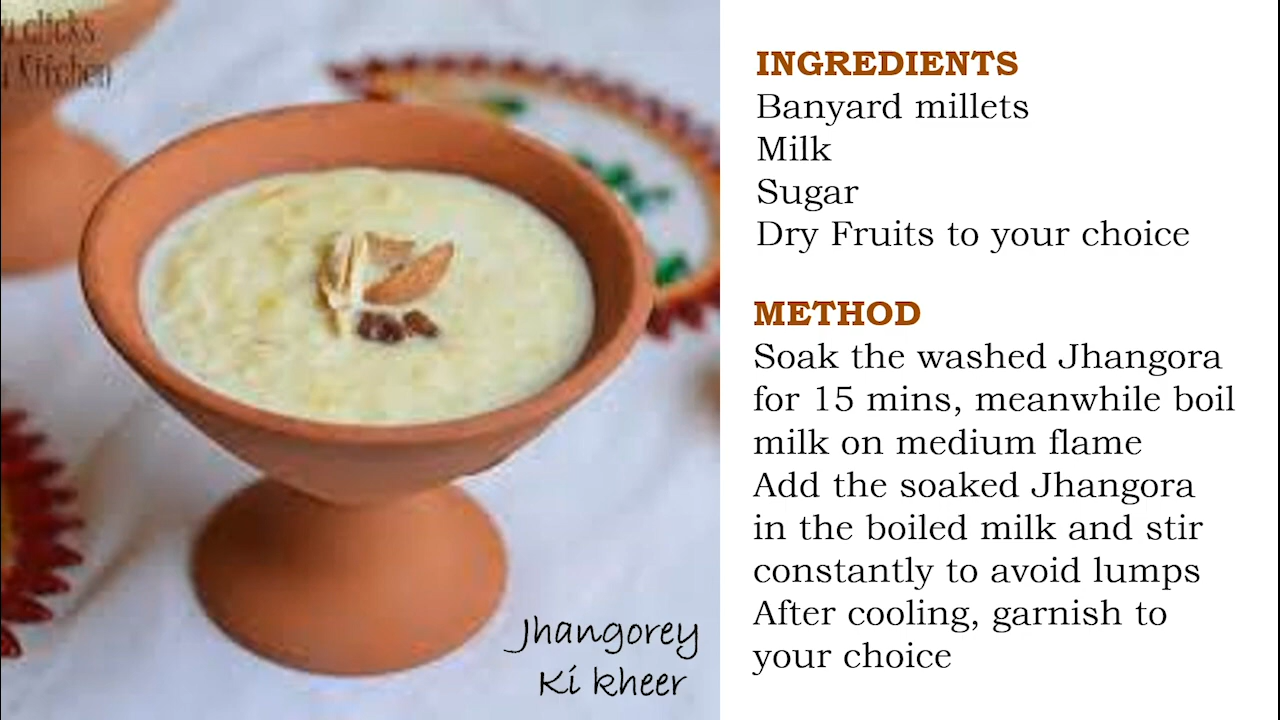 clicks
Kitchen
INGREDIENTS
Banyard millets
Milk
Sugar
Dry Fruits to your choice
METHOD
Soak the washed Jhangora
for 15 mins, meanwhile boil
milk on medium flame
Add the soaked Jhangora
in the boiled milk and stir
constantly to avoid lumps
After cooling, garnish to
your choice
Jhangorey
Ki kheer